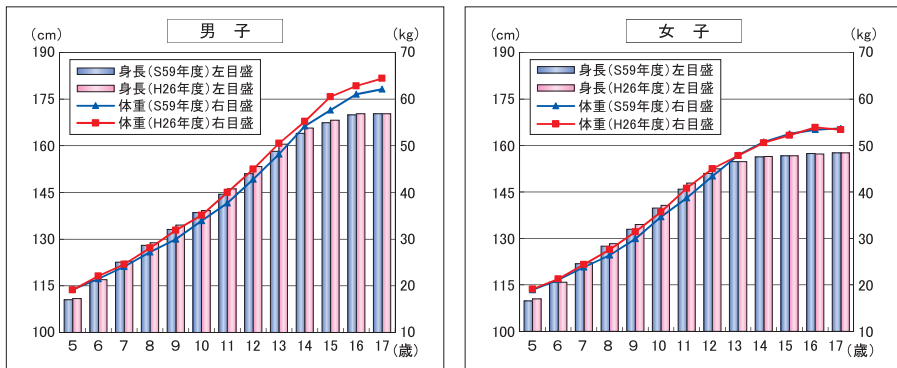 男 子
(cm)
(kg)
190
175
160
145
130
115
100
70
60
50
40
30
20
10
身長(S59年度)左目盛
身長(H26年度)左目盛
体重(S59年度)右目盛
体重(H26年度)右目盛
5 6 7 8 9 10 11 12 13 14 15 16 17(歳)
女 子
(cm)
(kg)
190
175
160
145
130
115
100
70
60
50
40
30
20
10
身長(S59年度)左目盛
身長(H26年度)左目盛
体重(S59年度)右目盛
体重(H26年度)右目盛
5 6 7 8 9 10 11 12 13 14 15 16 17(歳)